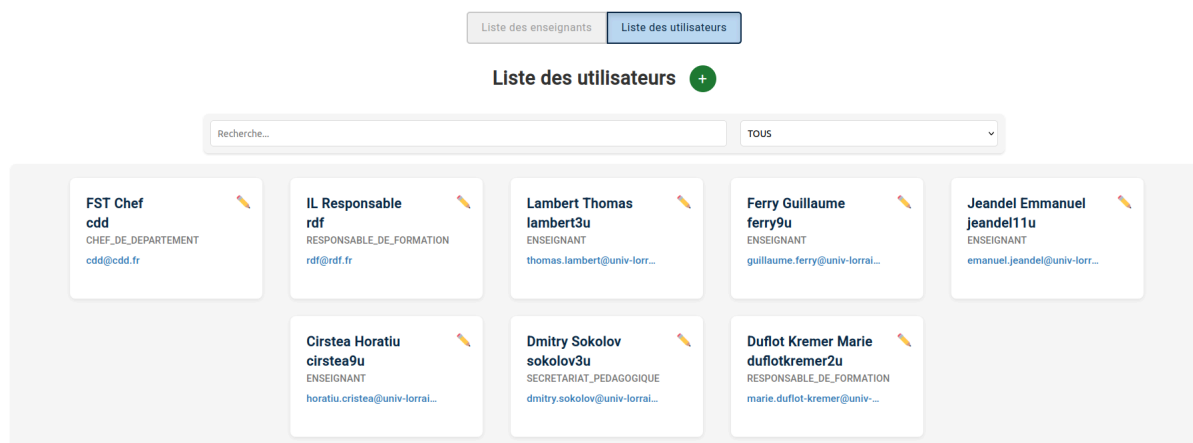 Liste des enseignants
Liste des utilisateurs
Liste des utilisateurs +
Recherche...
TOUS
FST Chef
cdd
CHEF_DE_DEPARTEMENT
cdd@cdd.fr
IL Responsable
rdf
RESPONSABLE_DE_FORMATION
rdf@rdf.fr
Lambert Thomas
lambert3u
ENSEIGNANT
thomas.lambert@univ-lorr...
Ferry Guillaume
ferry9u
ENSEIGNANT
guillaume.ferry@univ-lorrai...
Jeandel Emmanuel
jeandel11u
ENSEIGNANT
emanuel.jeandel@univ-lorr...
Cirstea Horatiu
cirstea9u
ENSEIGNANT
horatiu.cristea@univ-lorrai...
Dmitry Sokolov
sokolov3u
SECRETARIAT_PEDAGOGIQUE
dmitry.sokolov@univ-lorrai...
Duflot Kremer Marie
duflotkremer2u
RESPONSABLE_DE_FORMATION
marie.duflot-kremer@univ-...